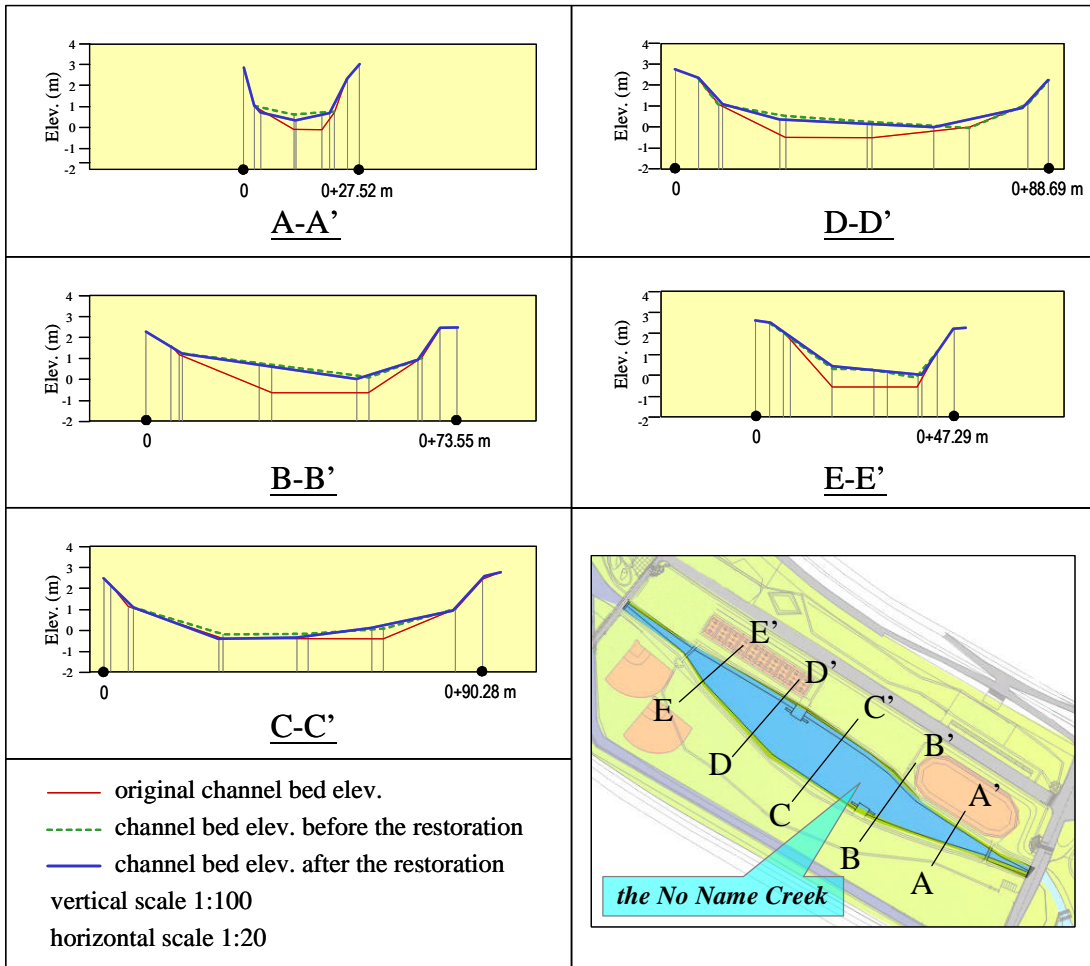 4
3
2
1
0
-1
-2
Elev. (m)
0
0+27.52 m
A-A’
4
3
2
1
0
-1
-2
Elev. (m)
0
0+88.69 m
D-D’
4
3
2
1
0
-1
-2
Elev. (m)
0
0+73.55 m
B-B’
4
3
2
1
0
-1
-2
Elev. (m)
0
0+47.29 m
E-E’
4
3
2
1
0
-1
-2
Elev. (m)
0
0+90.28 m
C-C’
E'
D'
C'
B'
A'
E
D
C
B
A
the No Name Creek
original channel bed elev.
channel bed elev. before the restoration
channel bed elev. after the restoration
vertical scale 1:100
horizontal scale 1:20